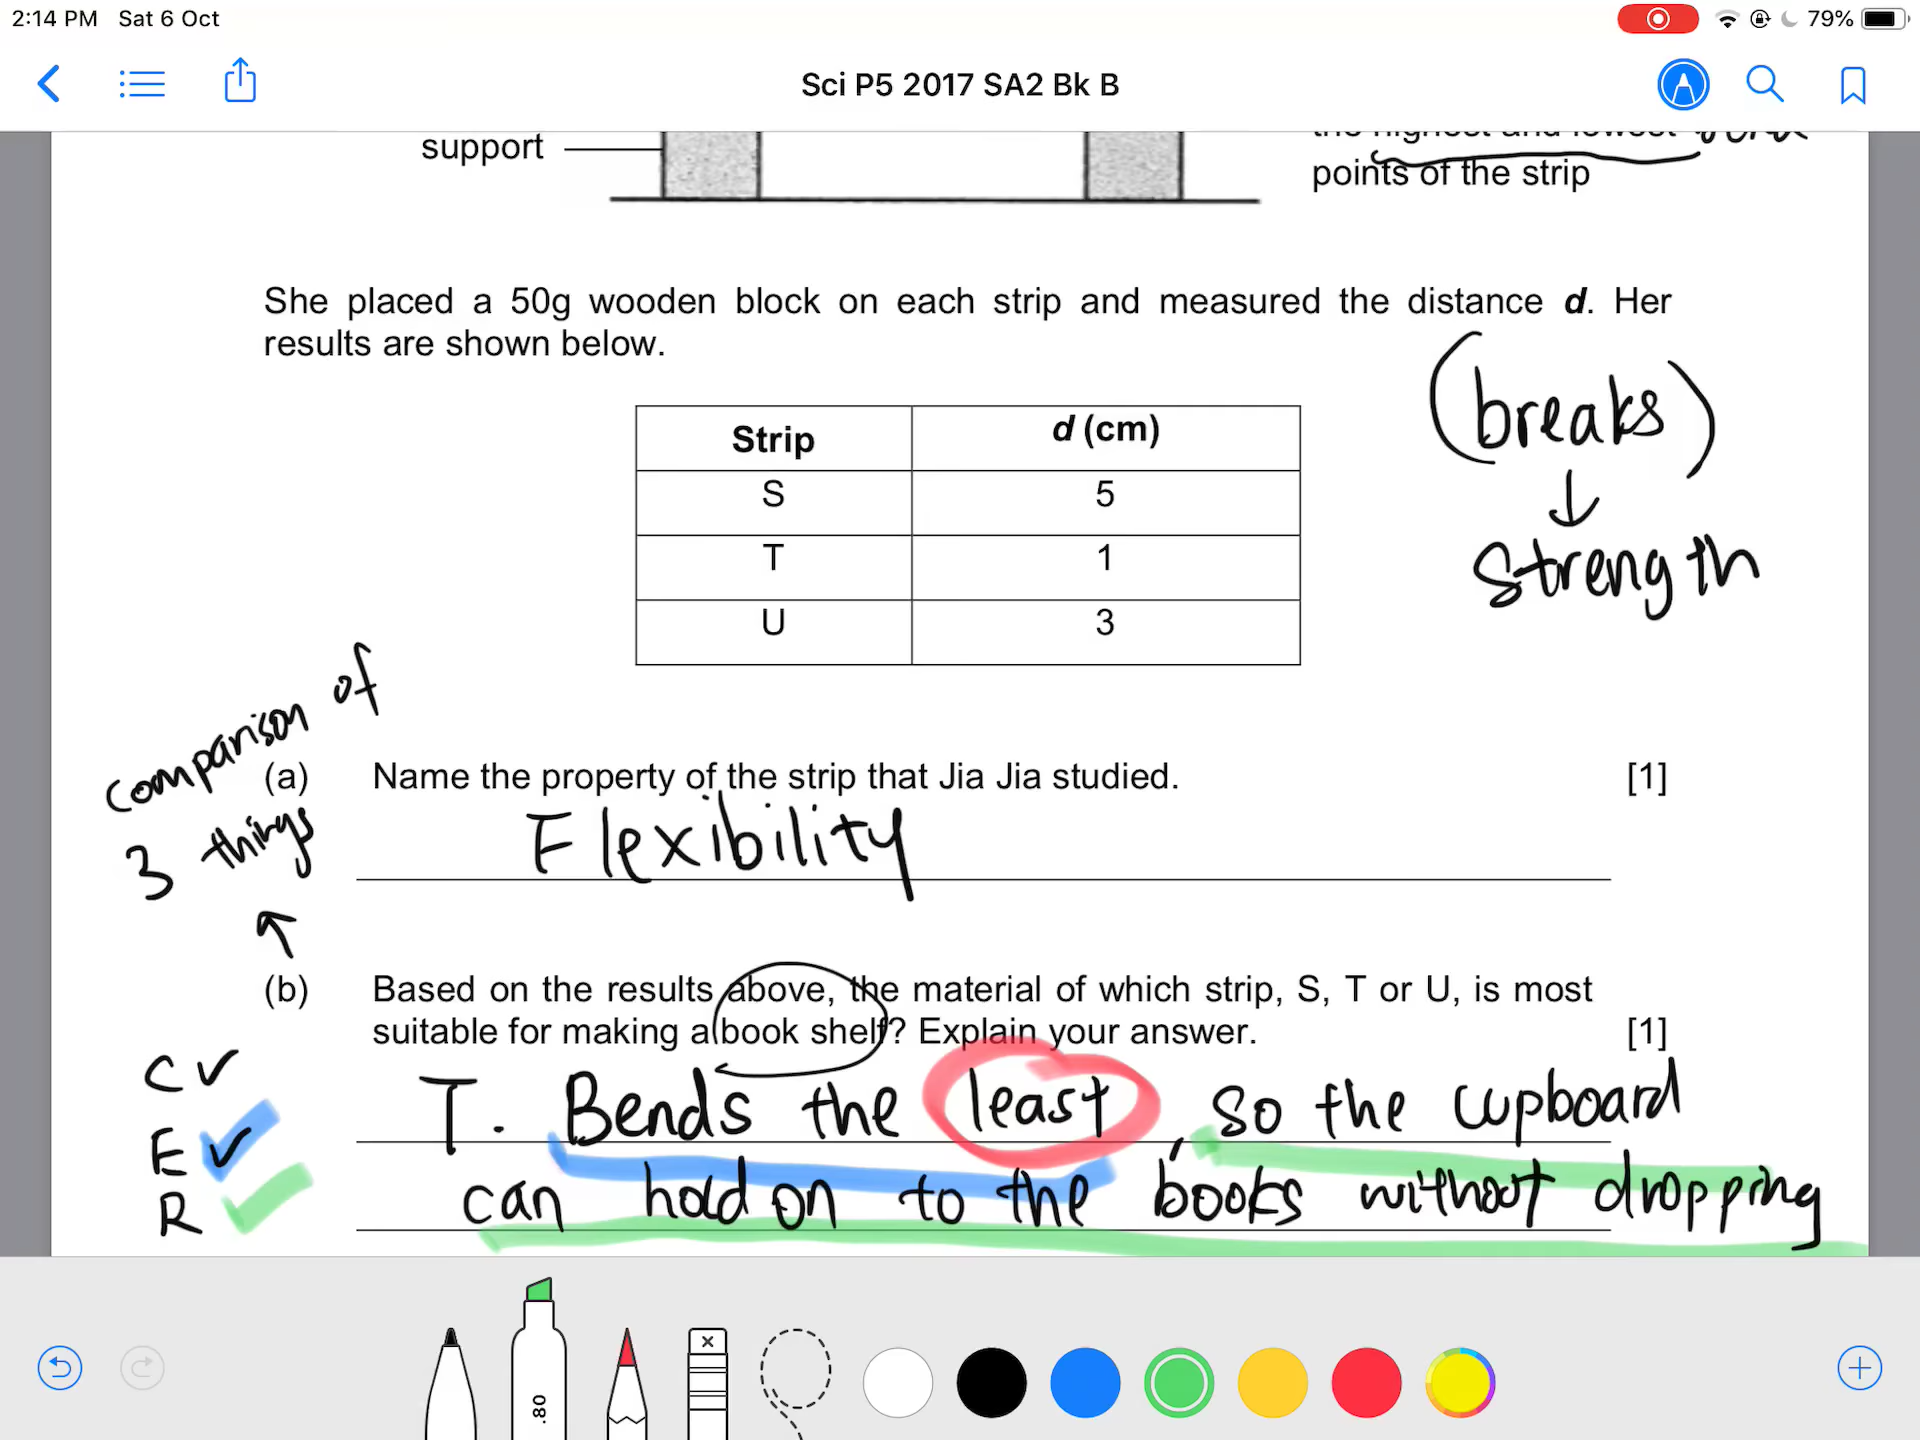 2:14 PM Sat 6 Oct
79%
Sci P5 2017 SA2 Bk B
support
the highest and lowest
points of the strip
She placed a 50g wooden block on each strip and measured the distance d. Her
results are shown below.
(breaks)
↓
Strength
Strip d (cm)
S 5
T 1
U 3
comparison of
3 things
(a) Name the property of the strip that Jia Jia studied. [1]
Flexibility
(b) Based on the results above, the material of which strip, S, T or U, is most
suitable for making a book shelf? Explain your answer. [1]
C ✓
E ✓
R ✓
T. Bends the least, so the cupboard
can hold on to the books without dropping
.80